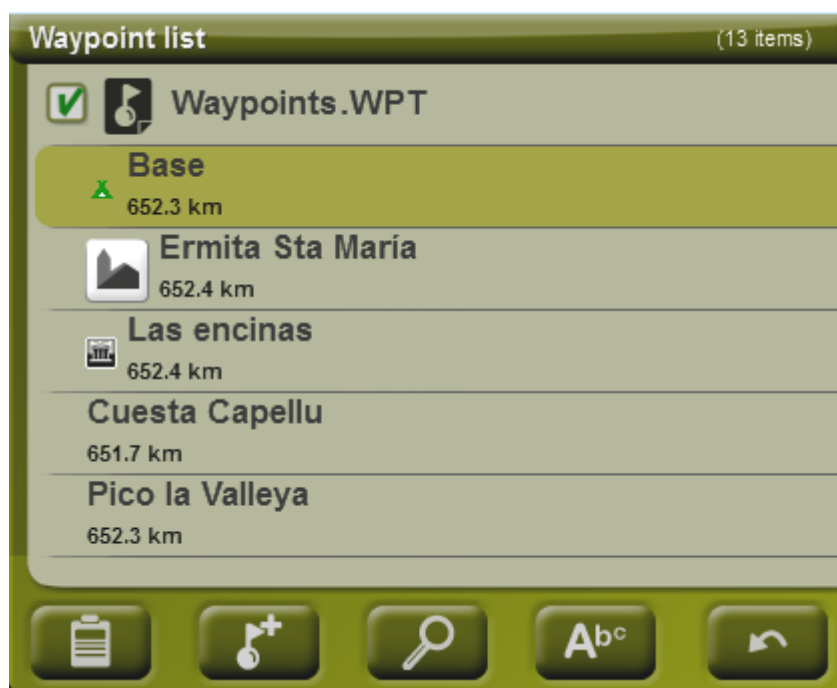 Waypoint list
(13 items)
Waypoints.WPT
Base
652.3 km
Ermita Sta María
652.4 km
Las encinas
652.4 km
Cuesta Capellu
651.7 km
Pico la Valleya
652.3 km
Abc